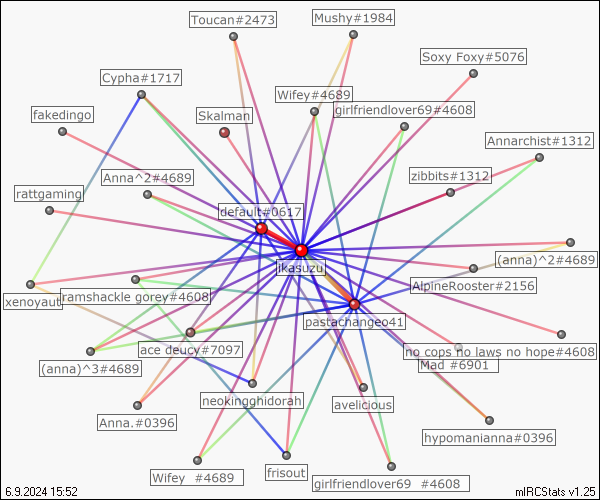 Toucan#2473
Mushy#1984
Soxy Foxy#5076
Cypha#1717
Wifey#4689
girlfriendlover69#4608
fakedingo
Skalman
Annarchist#1312
Anna^2#4689
zibbits#1312
rattgaming
default#0617
(anna)^2#4689
ikasuzu
AlpineRooster#2156
xenoyaut
ramshackle gorey#4608
pastachangeo41
ace deucy#7097
no cops no laws no hope#4608
(anna)^3#4689
Mad #6901
neokingghidorah
avelicious
Anna.#0396
hypomanianna#0396
Wifey #4689
frisout
girlfriendlover69 #4608
6.9.2024 15:52
mIRCStats v1.25